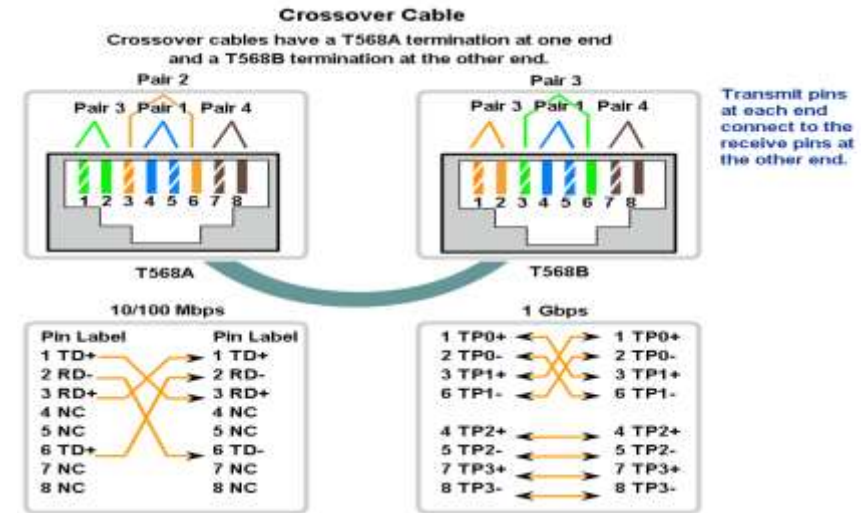 Crossover Cable
Crossover cables have a T568A termination at one end
and a T568B termination at the other end.
Pair 2
Pair 3 Pair 1 Pair 4
1 2 3 4 5 6 7 8
T568A
Pair 3
Pair 3 Pair 1 Pair 4
1 2 3 4 5 6 7 8
T568B
Transmit pins
at each end
connect to the
receive pins at
the other end.
10/100 Mbps
Pin Label Pin Label
1 TD+ 1 TD+
2 RD- 2 RD-
3 RD+ 3 RD+
4 NC 4 NC
5 NC 5 NC
6 TD+ 6 TD-
7 NC 7 NC
8 NC 8 NC
1 Gbps
1 TP0+ 1 TP0+
2 TP0- 2 TP0-
3 TP1+ 3 TP1+
6 TP1- 6 TP1-
4 TP2+ 4 TP2+
5 TP2- 5 TP2-
7 TP3+ 7 TP3+
8 TP3- 8 TP3-